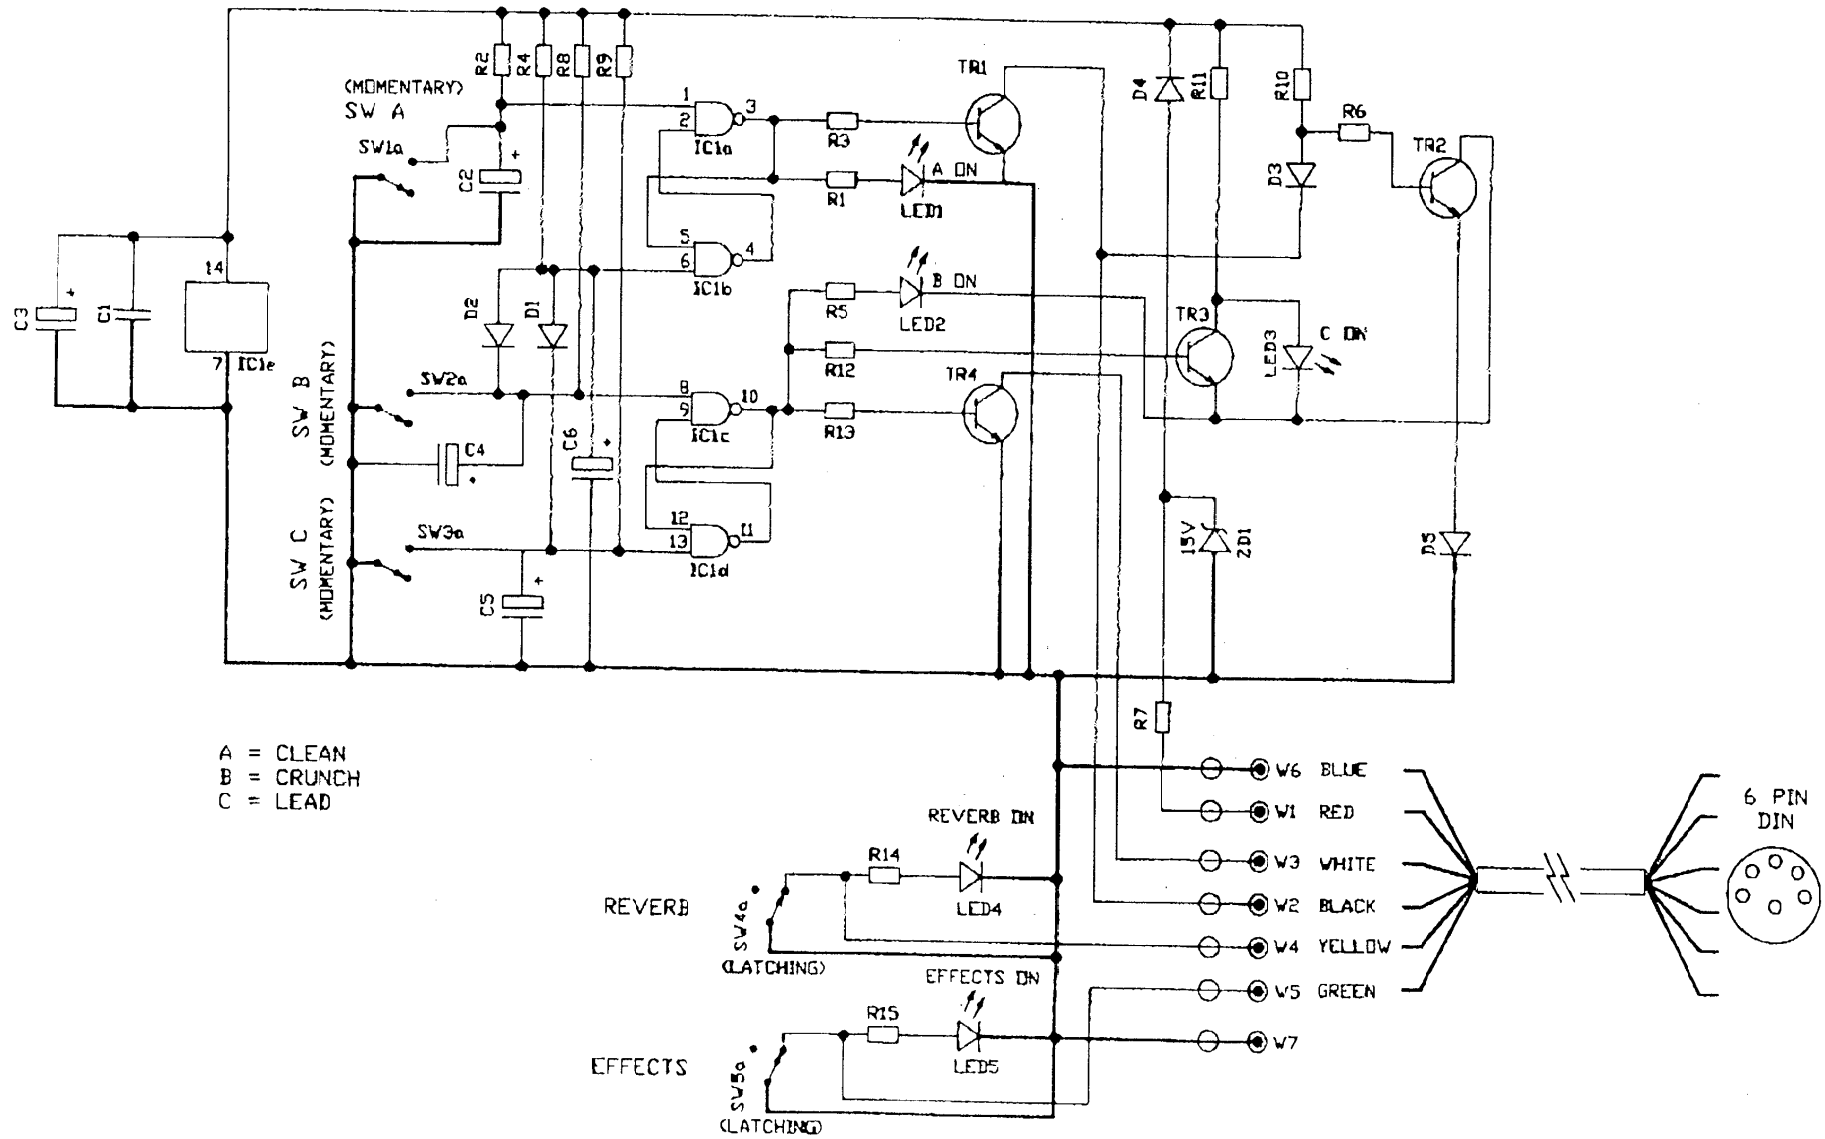 (MOMENTARY)
SW A
SW1a
R2
R4
R8
R9
C2
+
1
2
3
IC1a
R3
TR1
R1
A ON
LED1
5
6
4
IC1b
D4
R11
R10
R6
D3
TR2
14
7
IC1e
C3
+
C1
D2
D1
R5
B ON
LED2
R12
TR3
LED3
C ON
SW B
(MOMENTARY)
SW2a
8
9
10
IC1c
R13
TR4
C4
C6
+
SW C
(MOMENTARY)
SW3a
12
13
11
IC1d
C5
+
15V
ZD1
D5
R7
A = CLEAN
B = CRUNCH
C = LEAD
W6 BLUE
W1 RED
W3 WHITE
W2 BLACK
W4 YELLOW
W5 GREEN
W7
6 PIN
DIN
REVERB ON
R14
LED4
REVERB
SW4a
(LATCHING)
EFFECTS ON
R15
LED5
EFFECTS
SW5a
(LATCHING)